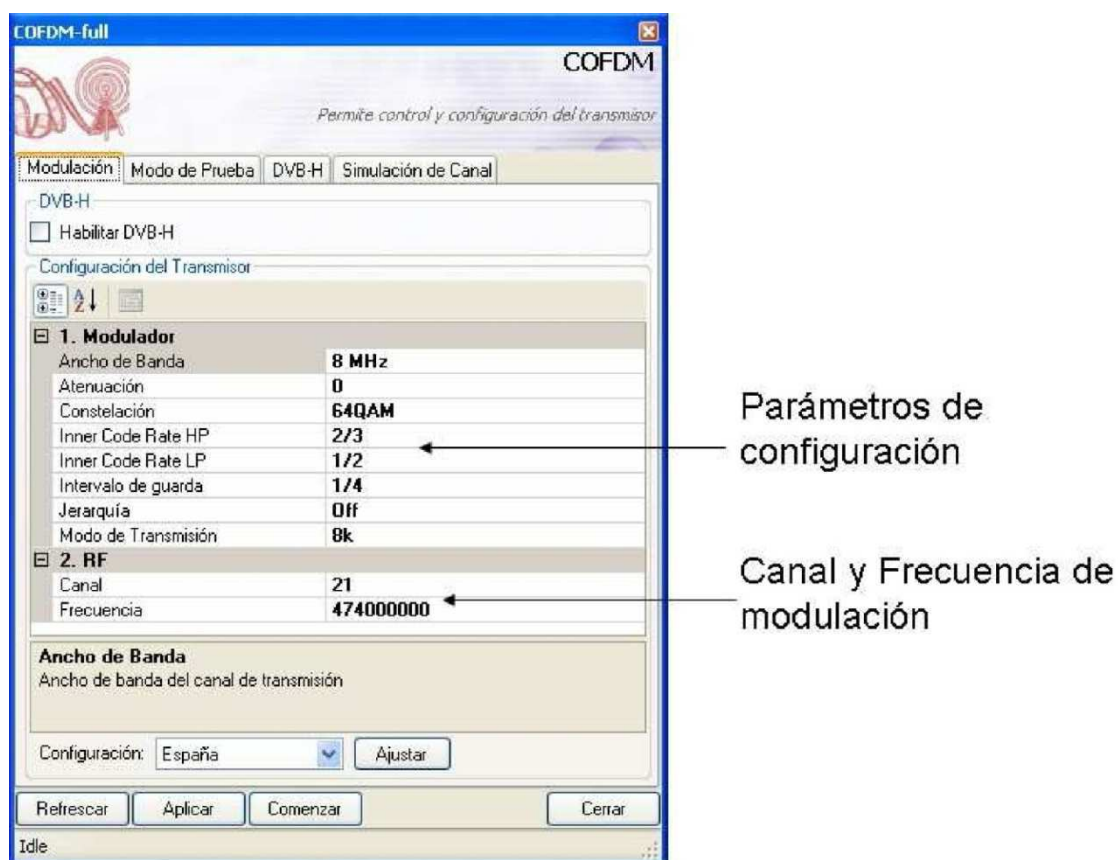 COFDM-full
COFDM
Permite control y configuración del transmisor
Modulación Modo de Prueba DVB-H Simulación de Canal
DVB-H
Habilitar DVB-H
Configuración del Transmisor
1. Modulador
Ancho de Banda 8 MHz
Atenuación 0
Constelación 64QAM
Inner Code Rate HP 2/3
Inner Code Rate LP 1/2
Intervalo de guarda 1/4
Jerarquía Off
Modo de Transmisión 8k
2. RF
Canal 21
Frecuencia 474000000
Ancho de Banda
Ancho de banda del canal de transmisión
Configuración: España Ajustar
Refrescar Aplicar Comenzar Cerrar
Idle
Parámetros de
configuración
Canal y Frecuencia de
modulación